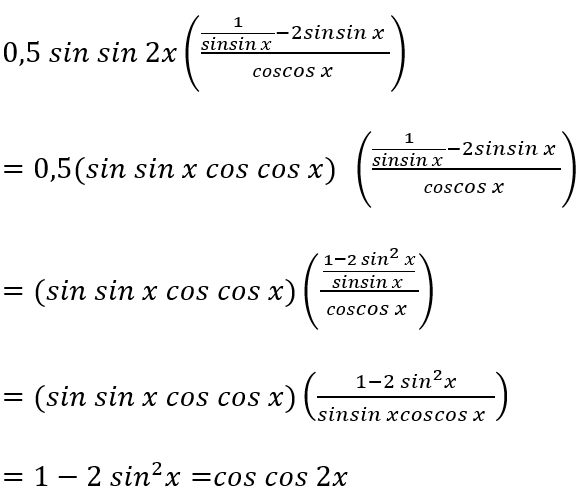 0,5 sin sin 2x ((1/(sinsin x) −2sinsin x)/(coscos x))
= 0,5(sin sin x cos cos x) ((1/(sinsin x) −2sinsin x)/(coscos x))
= (sin sin x cos cos x) (((1−2 sin² x)/(sinsin x))/(coscos x))
= (sin sin x cos cos x) ((1−2 sin²x)/(sinsin xcoscos x))
= 1 − 2 sin²x =cos cos 2x